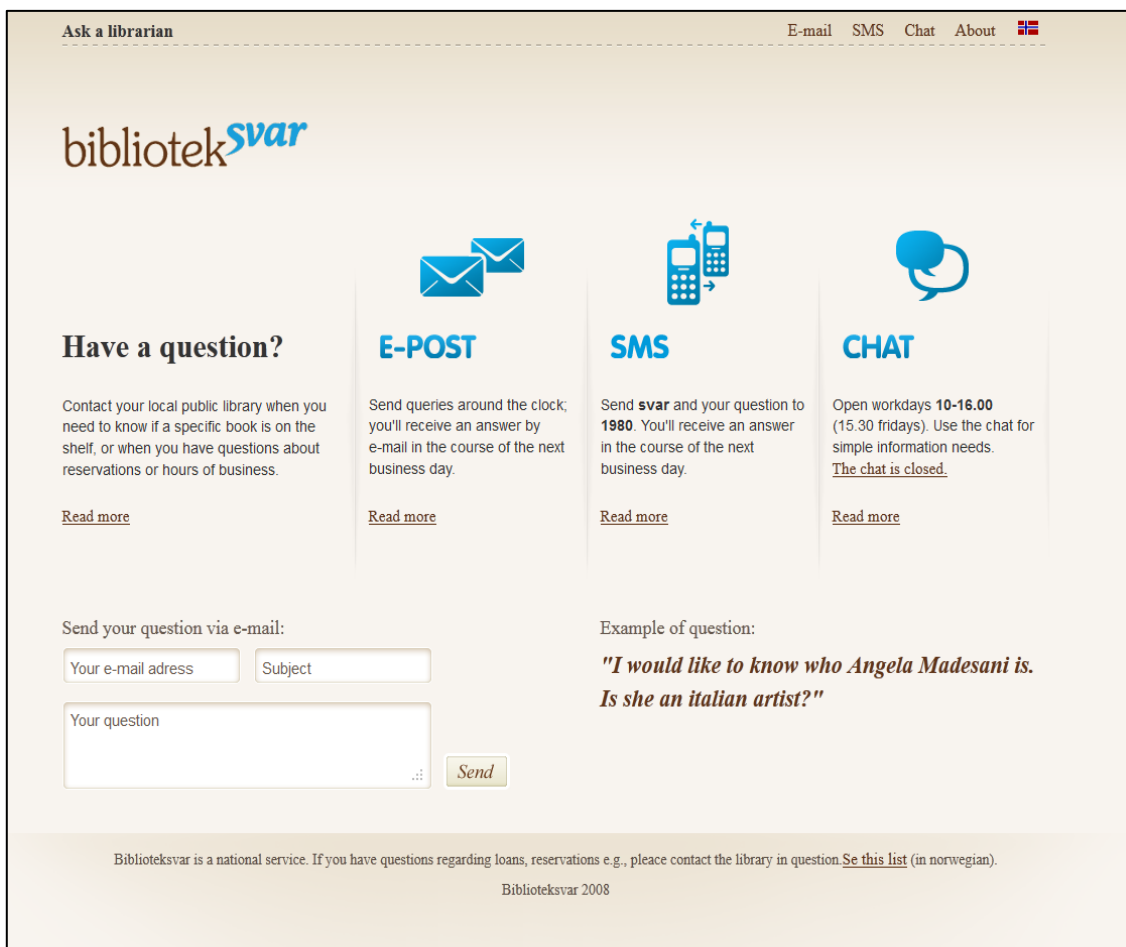 Ask a librarian
E-mail SMS Chat About
biblioteksvar
Have a question?
Contact your local public library when you
need to know if a specific book is on the
shelf, or when you have questions about
reservations or hours of business.
Read more
E-POST
Send queries around the clock;
you'll receive an answer by
e-mail in the course of the next
business day.
Read more
SMS
Send svar and your question to
1980. You'll receive an answer
in the course of the next
business day.
Read more
CHAT
Open workdays 10-16.00
(15.30 fridays). Use the chat for
simple information needs.
The chat is closed.
Read more
Send your question via e-mail:
Your e-mail adress
Subject
Your question
Send
Example of question:
"I would like to know who Angela Madesani is.
Is she an italian artist?"
Biblioteksvar is a national service. If you have questions regarding loans, reservations e.g., pleace contact the library in question.Se this list (in norwegian).
Biblioteksvar 2008